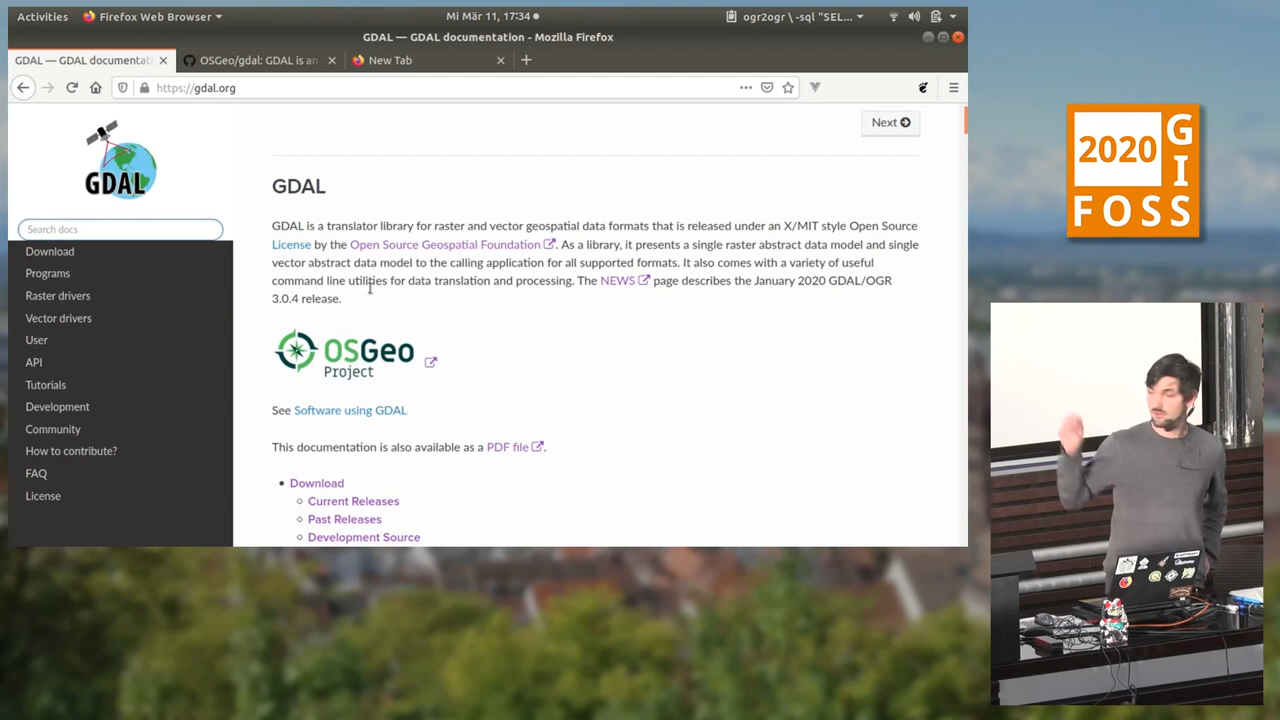 Activities
Firefox Web Browser
Mi Mär 11, 17:34
ogr2ogr \ -sql "SEL...
GDAL — GDAL documentation - Mozilla Firefox
GDAL — GDAL documentati
OSGeo/gdal: GDAL is an
New Tab
https://gdal.org
GDAL
Search docs
Download
Programs
Raster drivers
Vector drivers
User
API
Tutorials
Development
Community
How to contribute?
FAQ
License
Next
GDAL
GDAL is a translator library for raster and vector geospatial data formats that is released under an X/MIT style Open Source
License by the Open Source Geospatial Foundation. As a library, it presents a single raster abstract data model and single
vector abstract data model to the calling application for all supported formats. It also comes with a variety of useful
command line utilities for data translation and processing. The NEWS page describes the January 2020 GDAL/OGR
3.0.4 release.
OSGeo
Project
See Software using GDAL
This documentation is also available as a PDF file.
Download
Current Releases
Past Releases
Development Source
2020
GI
FOSS